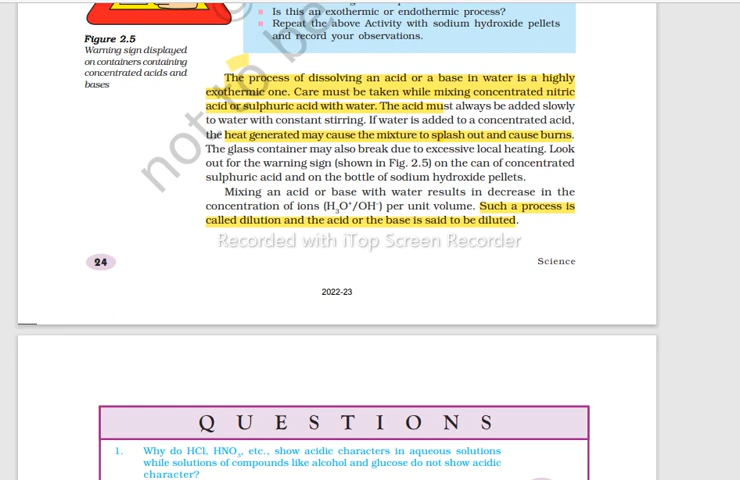 Is this an exothermic or endothermic process?
Repeat the above Activity with sodium hydroxide pellets
and record your observations.
Figure 2.5
Warning sign displayed
on containers containing
concentrated acids and
bases
The process of dissolving an acid or a base in water is a highly
exothermic one. Care must be taken while mixing concentrated nitric
acid or sulphuric acid with water. The acid must always be added slowly
to water with constant stirring. If water is added to a concentrated acid,
the heat generated may cause the mixture to splash out and cause burns.
The glass container may also break due to excessive local heating. Look
out for the warning sign (shown in Fig. 2.5) on the can of concentrated
sulphuric acid and on the bottle of sodium hydroxide pellets.
Mixing an acid or base with water results in decrease in the
concentration of ions (H₃O⁺/OH⁻) per unit volume. Such a process is
called dilution and the acid or the base is said to be diluted.
not to be
Recorded with iTop Screen Recorder
24
Science
2022-23
QUESTIONS
1. Why do HCl, HNO₃, etc., show acidic characters in aqueous solutions
while solutions of compounds like alcohol and glucose do not show acidic
character?